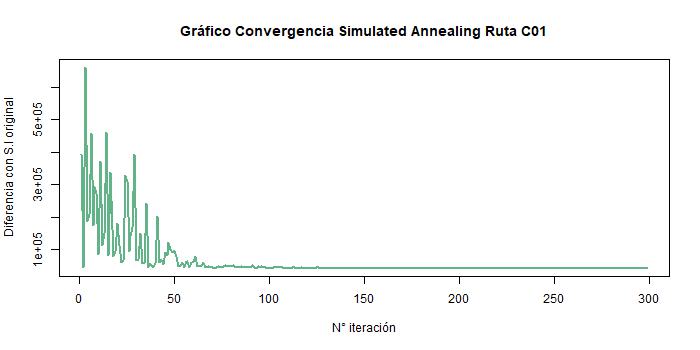 Gráfico Convergencia Simulated Annealing Ruta C01
Diferencia con S.I original
5e+05
3e+05
1e+05
0 50 100 150 200 250 300
N° iteración